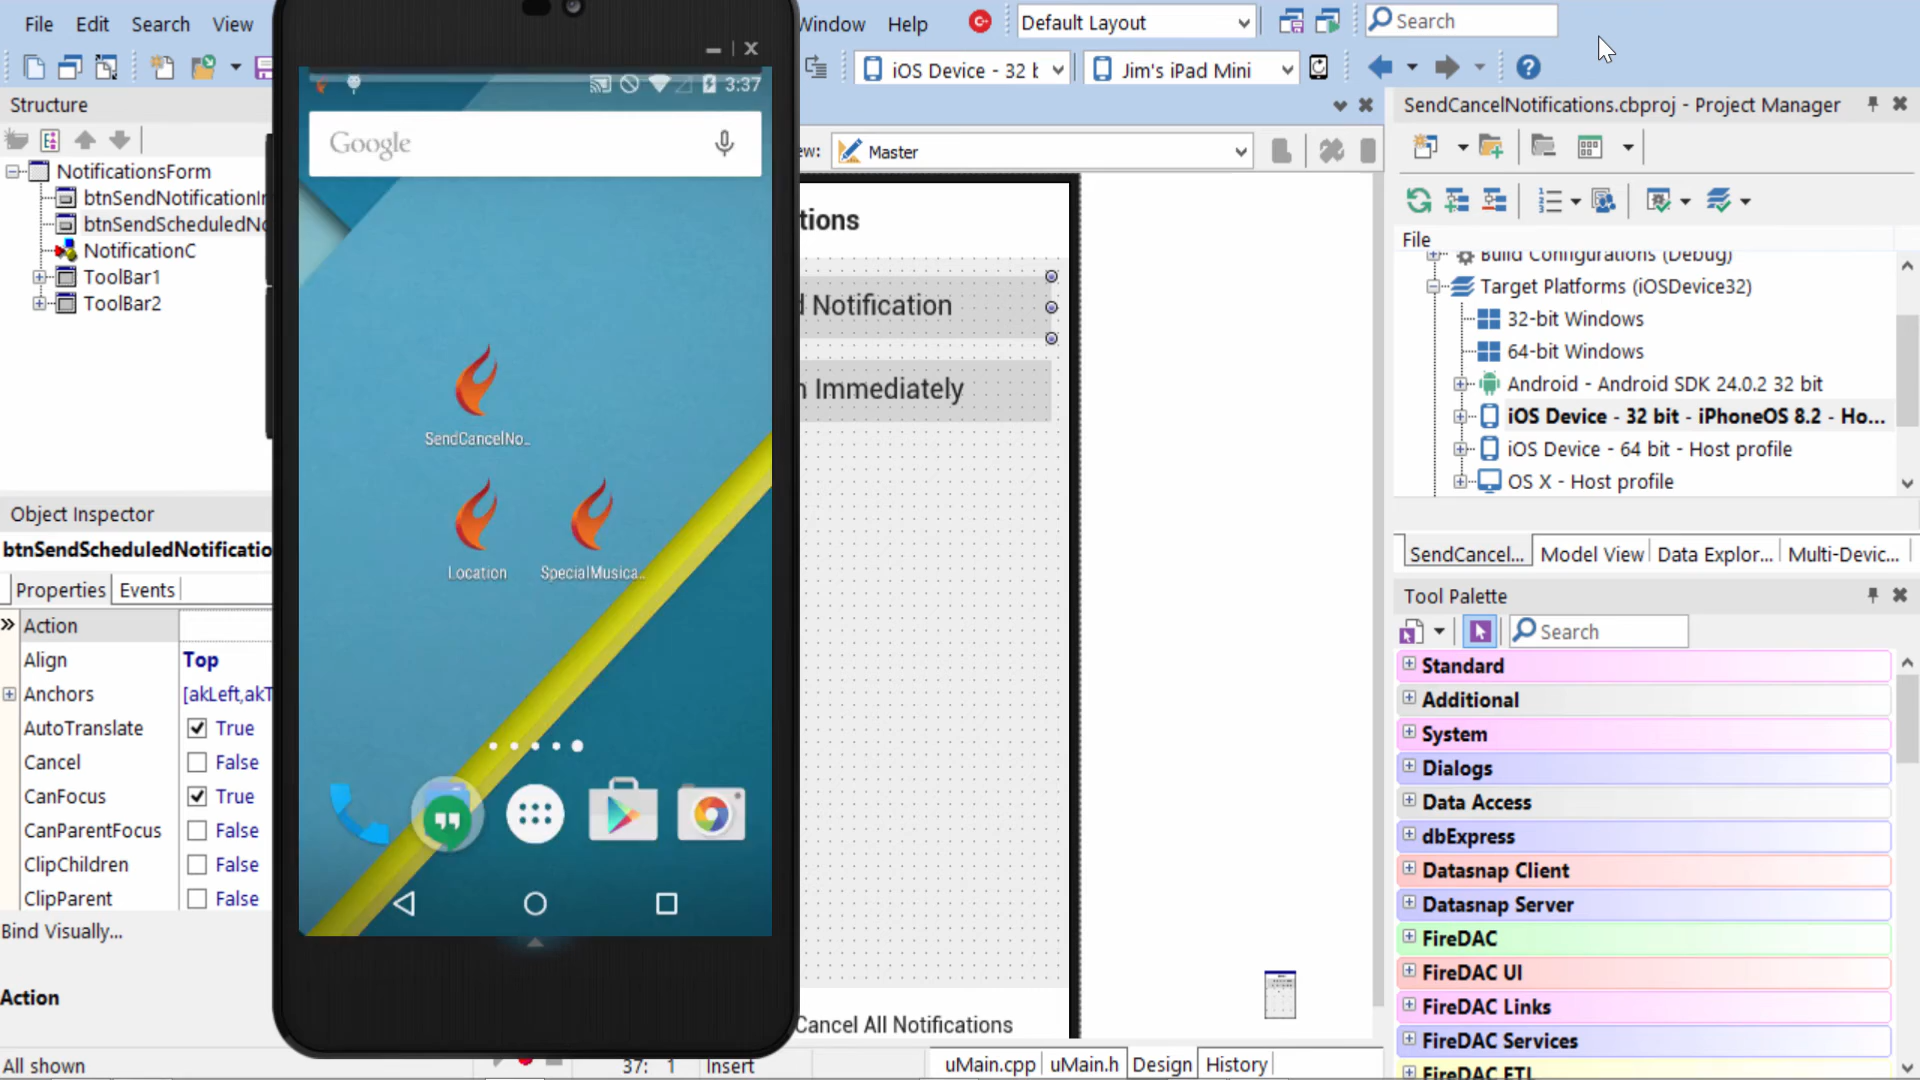 File Edit Search View Window Help Default Layout Search
iOS Device - 32 b Jim's iPad Mini
Structure
NotificationsForm
btnSendNotificationIn
btnSendScheduledNo
NotificationC
ToolBar1
ToolBar2
Object Inspector
btnSendScheduledNotificatio
Properties Events
Action
Align Top
Anchors [akLeft,akT
AutoTranslate True
Cancel False
CanFocus True
CanParentFocus False
ClipChildren False
ClipParent False
Bind Visually...
Action
All shown
3:37
Google
SendCancelNo..
Location SpecialMusica..
ew: Master
tions
d Notification
n Immediately
Cancel All Notifications
37: 1 Insert
uMain.cpp uMain.h Design History
SendCancelNotifications.cbproj - Project Manager
File
Build Configurations (Debug)
Target Platforms (iOSDevice32)
32-bit Windows
64-bit Windows
Android - Android SDK 24.0.2 32 bit
iOS Device - 32 bit - iPhoneOS 8.2 - Ho...
iOS Device - 64 bit - Host profile
OS X - Host profile
SendCancel... Model View Data Explor... Multi-Devic...
Tool Palette
Search
Standard
Additional
System
Dialogs
Data Access
dbExpress
Datasnap Client
Datasnap Server
FireDAC
FireDAC UI
FireDAC Links
FireDAC Services
FireDAC ETL